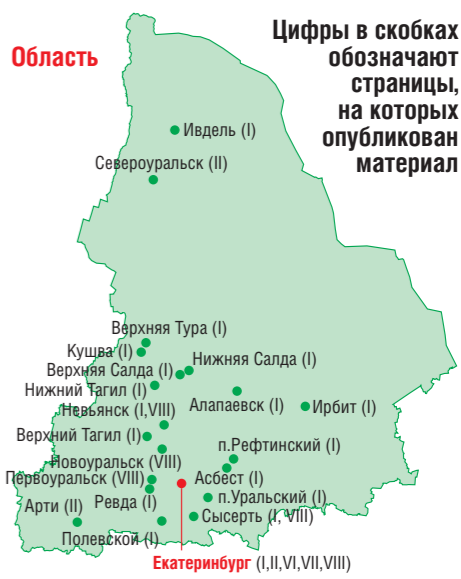 Область
Цифры в скобках
обозначают
страницы,
на которых
опубликован
материал
Ивдель (I)
Североуральск (II)
Верхняя Тура (I)
Кушва (I)
Верхняя Салда (I)
Нижняя Салда (I)
Нижний Тагил (I)
Алапаевск (I)
Ирбит (I)
Невьянск (I,VIII)
Верхний Тагил (I)
п.Рефтинский (I)
Новоуральск (VIII)
Первоуральск (VIII)
Асбест (I)
Арти (II)
Ревда (I)
п.Уральский (I)
Сысерть (I, VIII)
Полевской (I)
Екатеринбург (I,II,VI,VII,VIII)